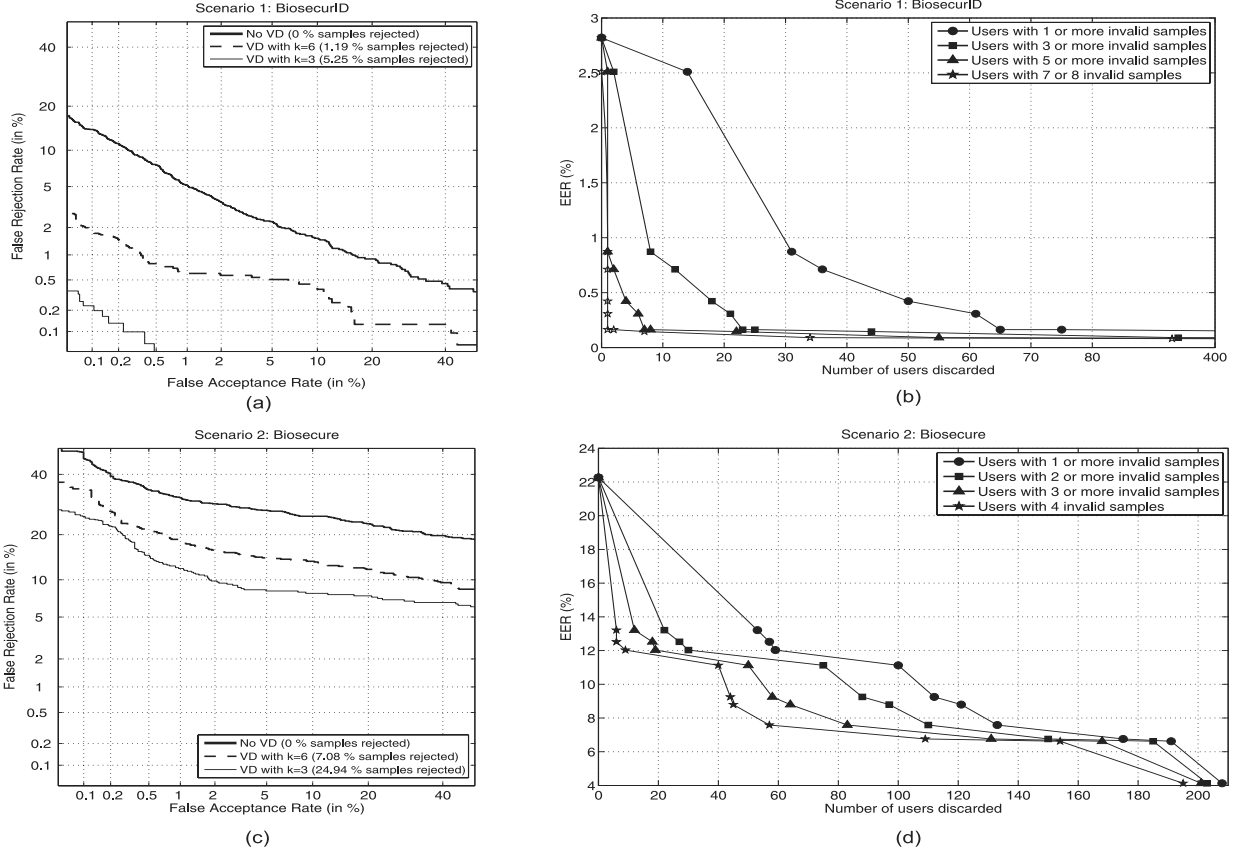 Scenario 1: BiosecurID
No VD (0 % samples rejected)
VD with k=6 (1.19 % samples rejected)
VD with k=3 (5.25 % samples rejected)
False Rejection Rate (in %)
40
20
10
5
2
1
0.5
0.2
0.1
0.1 0.2 0.5 1 2 5 10 20 40
False Acceptance Rate (in %)
(a)
Scenario 1: BiosecurID
Users with 1 or more invalid samples
Users with 3 or more invalid samples
Users with 5 or more invalid samples
Users with 7 or 8 invalid samples
EER (%)
3
2.5
2
1.5
1
0.5
0
0 10 20 30 40 50 60 70 80 400
Number of users discarded
(b)
Scenario 2: Biosecure
False Rejection Rate (in %)
40
20
10
5
2
1
0.5
0.2
0.1
No VD (0 % samples rejected)
VD with k=6 (7.08 % samples rejected)
VD with k=3 (24.94 % samples rejected)
0.1 0.2 0.5 1 2 5 10 20 40
False Acceptance Rate (in %)
(c)
Scenario 2: Biosecure
Users with 1 or more invalid samples
Users with 2 or more invalid samples
Users with 3 or more invalid samples
Users with 4 invalid samples
EER (%)
24
22
20
18
16
14
12
10
8
6
4
0 20 40 60 80 100 120 140 160 180 200
Number of users discarded
(d)